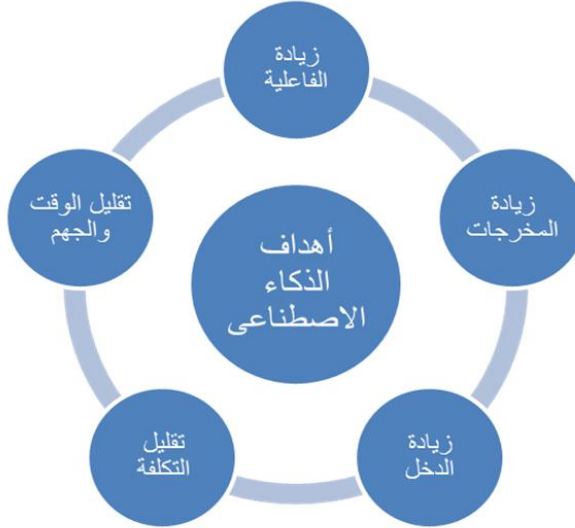 أهداف
الذكاء
الاصطناعى
زيادة
الفاعلية
زيادة
المخرجات
زيادة
الدخل
تقليل
التكلفة
تقليل الوقت
والجهم